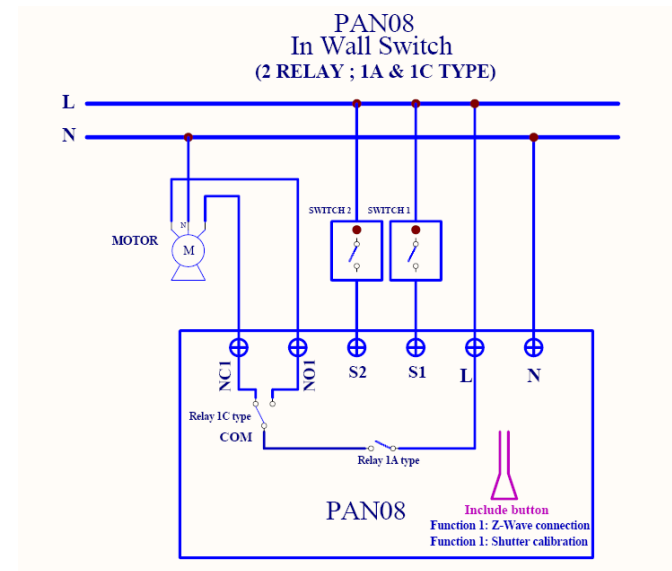 PAN08
In Wall Switch
(2 RELAY ; 1A & 1C TYPE)
L
N
SWITCH 2
SWITCH 1
N
MOTOR
M
NC1
NO1
S2
S1
L
N
Relay 1C type
COM
Relay 1A type
PAN08
Include button
Function 1: Z-Wave connection
Function 1: Shutter calibration